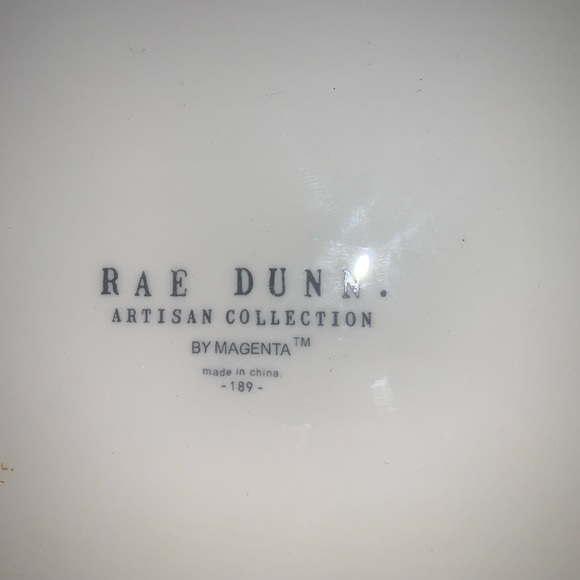 RAE DUNN.
ARTISAN COLLECTION
BY MAGENTA™
made in china.
-189-
L.